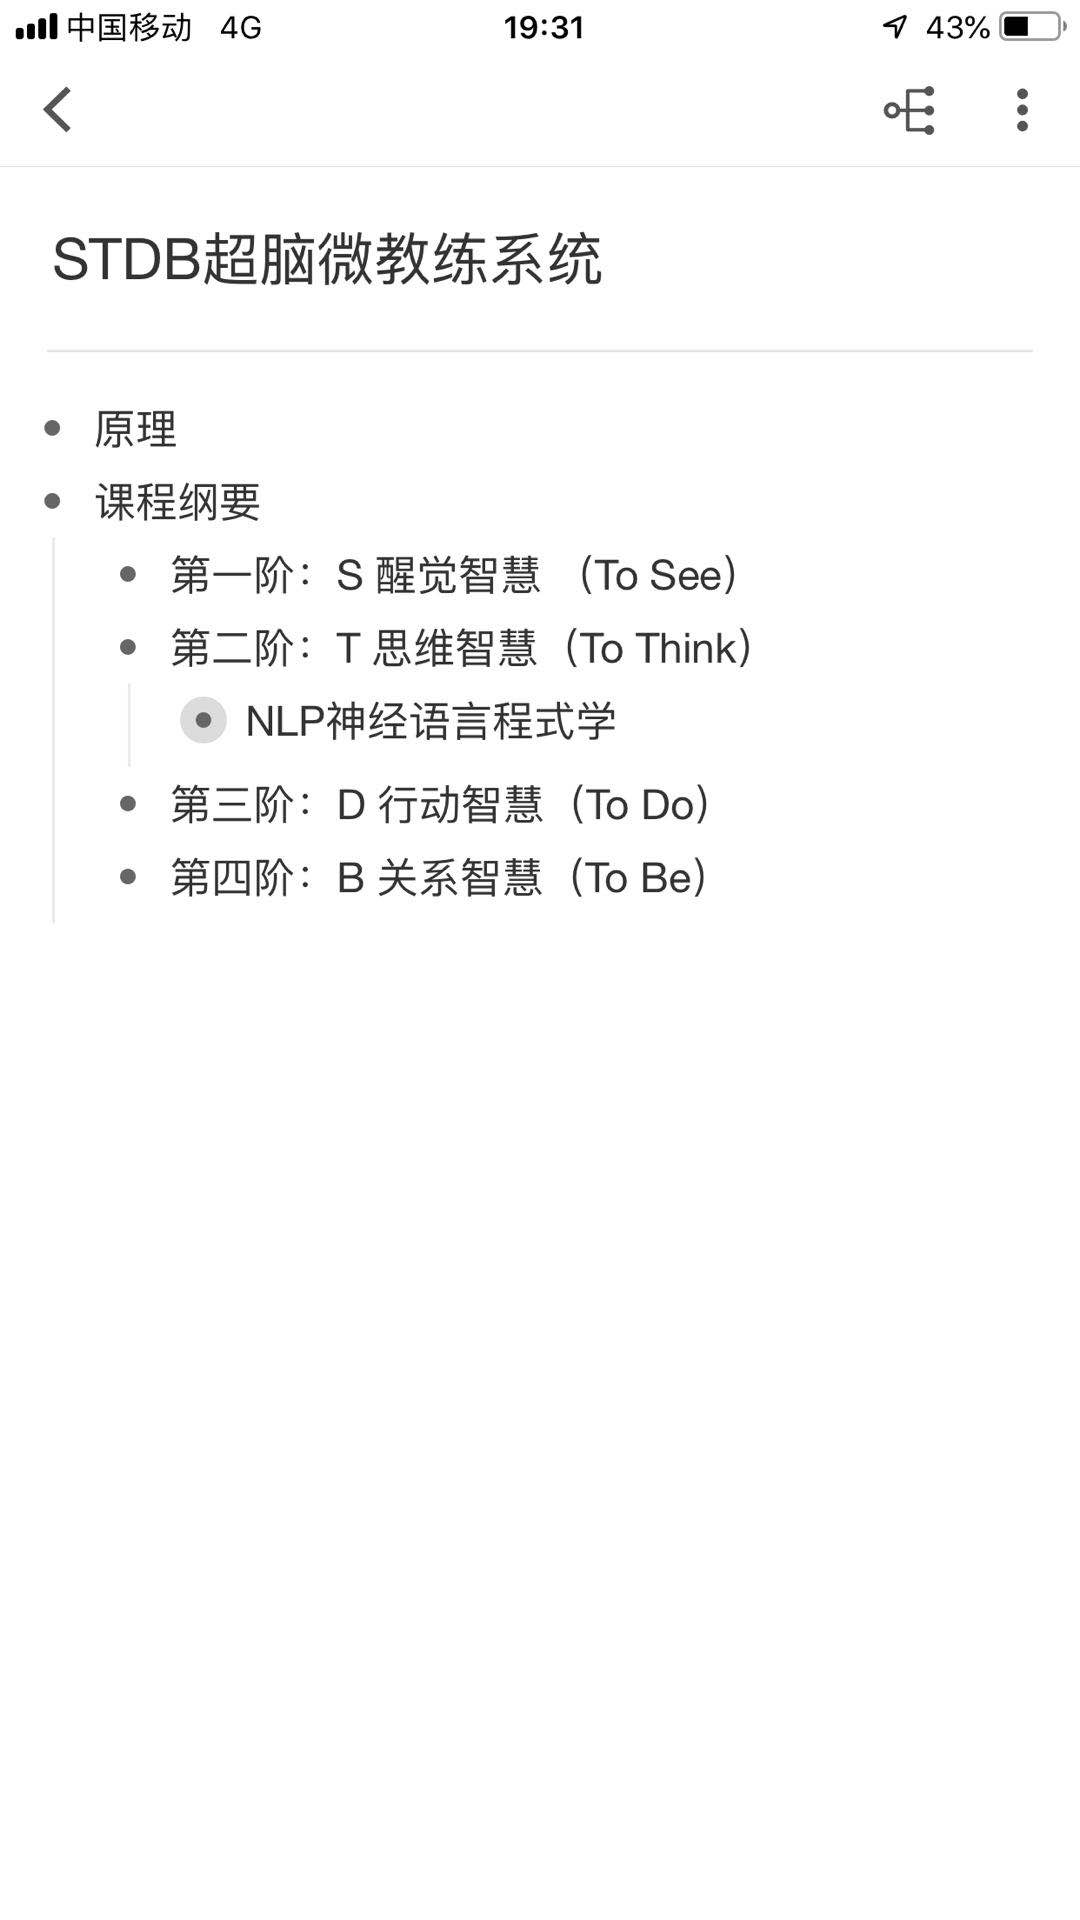 中国移动 4G 19:31 43%
STDB超脑微教练系统
原理
课程纲要
第一阶：S 醒觉智慧 （To See）
第二阶：T 思维智慧（To Think）
NLP神经语言程式学
第三阶：D 行动智慧（To Do）
第四阶：B 关系智慧（To Be）